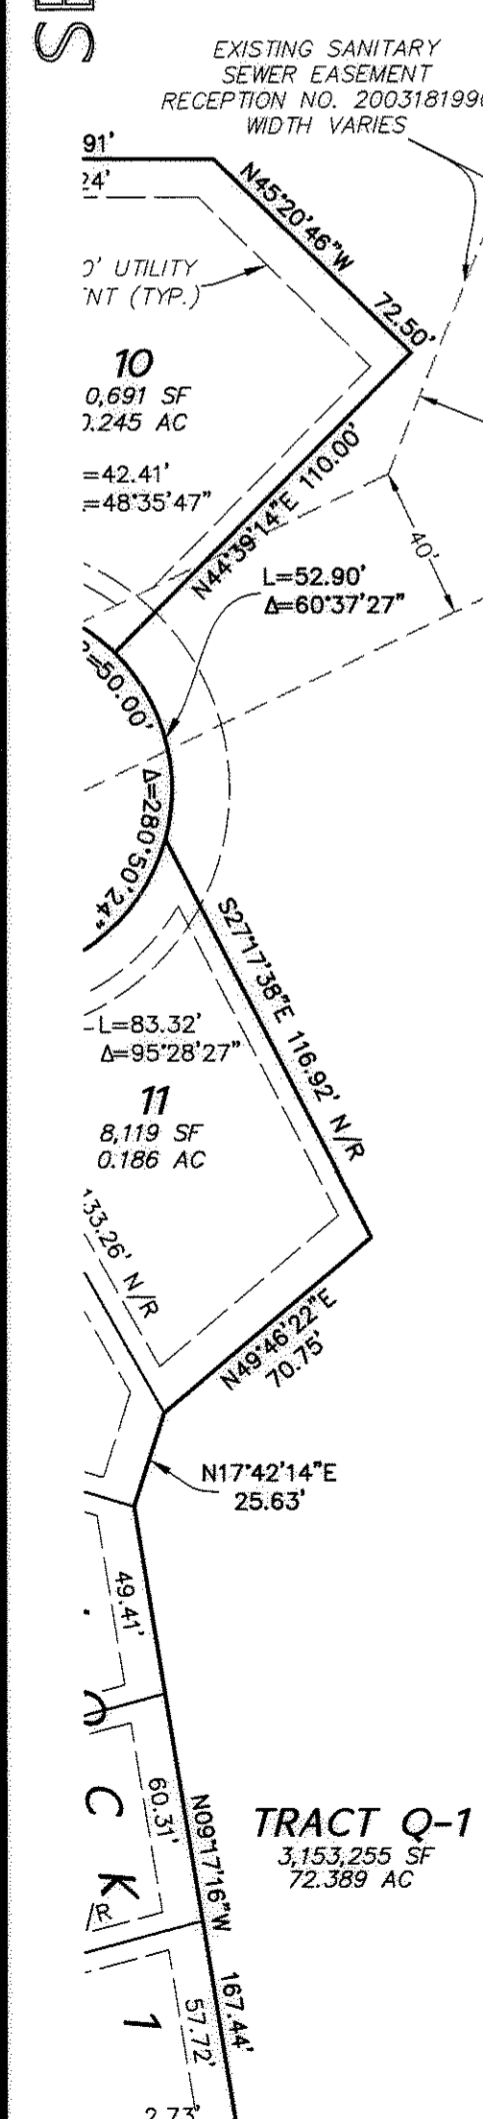 EXISTING SANITARY
SEWER EASEMENT
RECEPTION NO. 200318199
WIDTH VARIES
91'
24'
N45°20'46"W
72.50'
0' UTILITY
NT (TYP.)
10
0,691 SF
0.245 AC
=42.41'
=48°35'47"
N44°39'14"E 110.00'
40'
L=52.90'
Δ=60°37'27"
=50.00'
Δ=280°50'24"
S27°17'38"E 116.92' N/R
L=83.32'
Δ=95°28'27"
11
8,119 SF
0.186 AC
133.26' N/R
N49°46'22"E
70.75'
N17°42'14"E
25.63'
49.41'
60.31'
N09°17'16"W
167.44'
C K
/R
1
57.72'
TRACT Q-1
3,153,255 SF
72.389 AC
2.73'